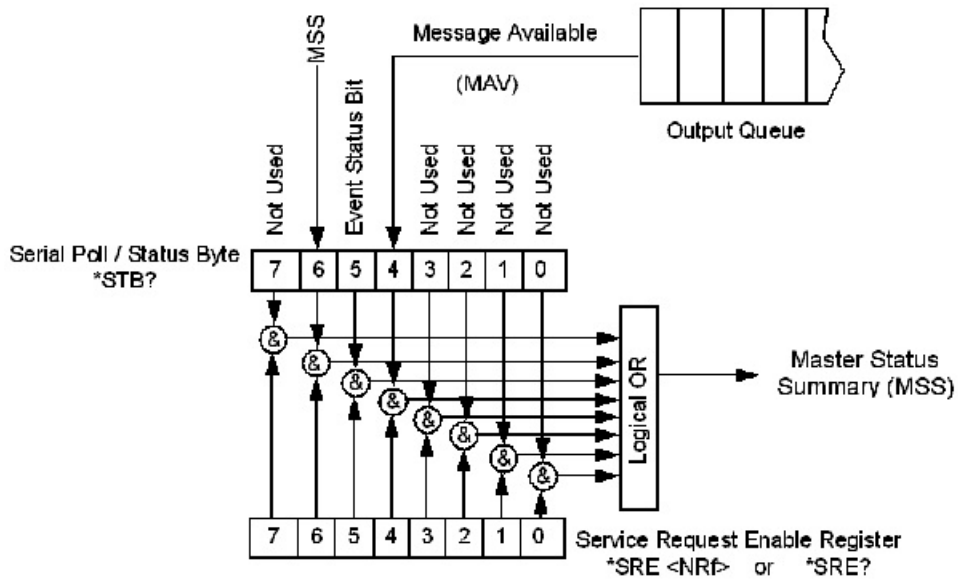 MSS
Message Available
(MAV)
Output Queue
Not Used
Event Status Bit
Not Used
Not Used
Not Used
Not Used
Serial Poll / Status Byte
*STB?
7 6 5 4 3 2 1 0
&
&
&
&
&
&
&
&
Logical OR
Master Status
Summary (MSS)
7 6 5 4 3 2 1 0
Service Request Enable Register
*SRE <NRf> or *SRE?